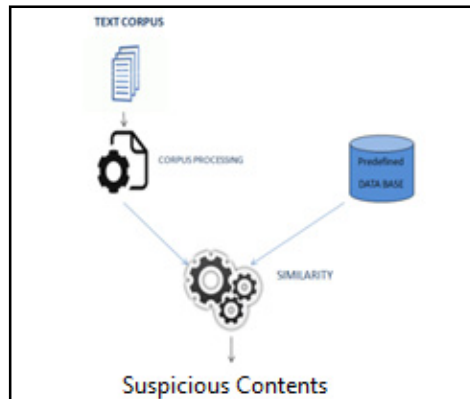 TEXT CORPUS
CORPUS PROCESSING
Predefined
DATA BASE
SIMILARITY
Suspicious Contents